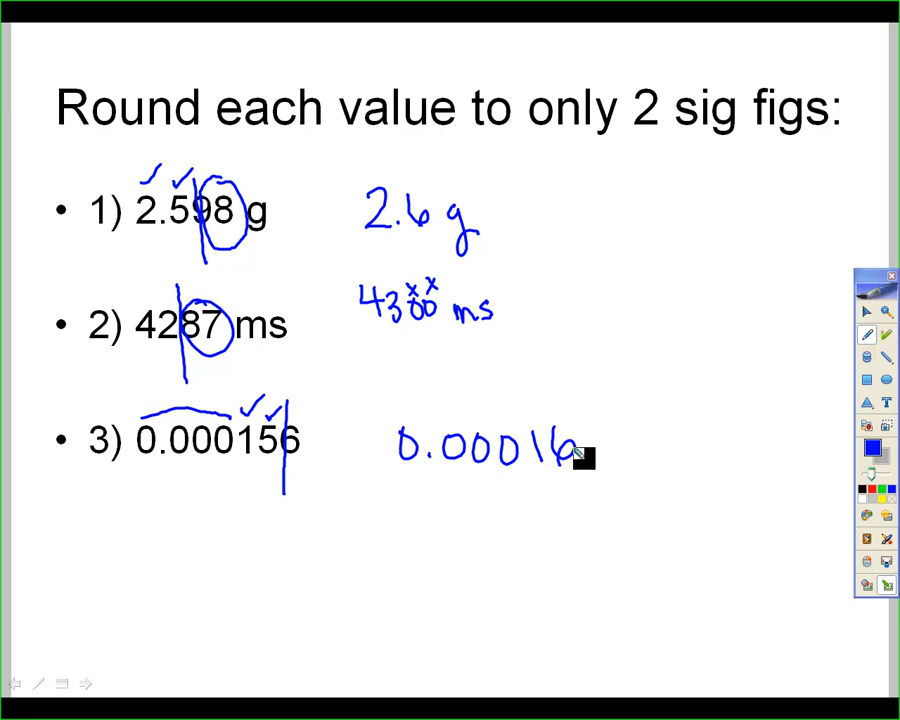 Round each value to only 2 sig figs:
• 1) 2.598 g 2.6 g
x x
• 2) 4287 ms 4300 ms
• 3) 0.000156 0.00016
T